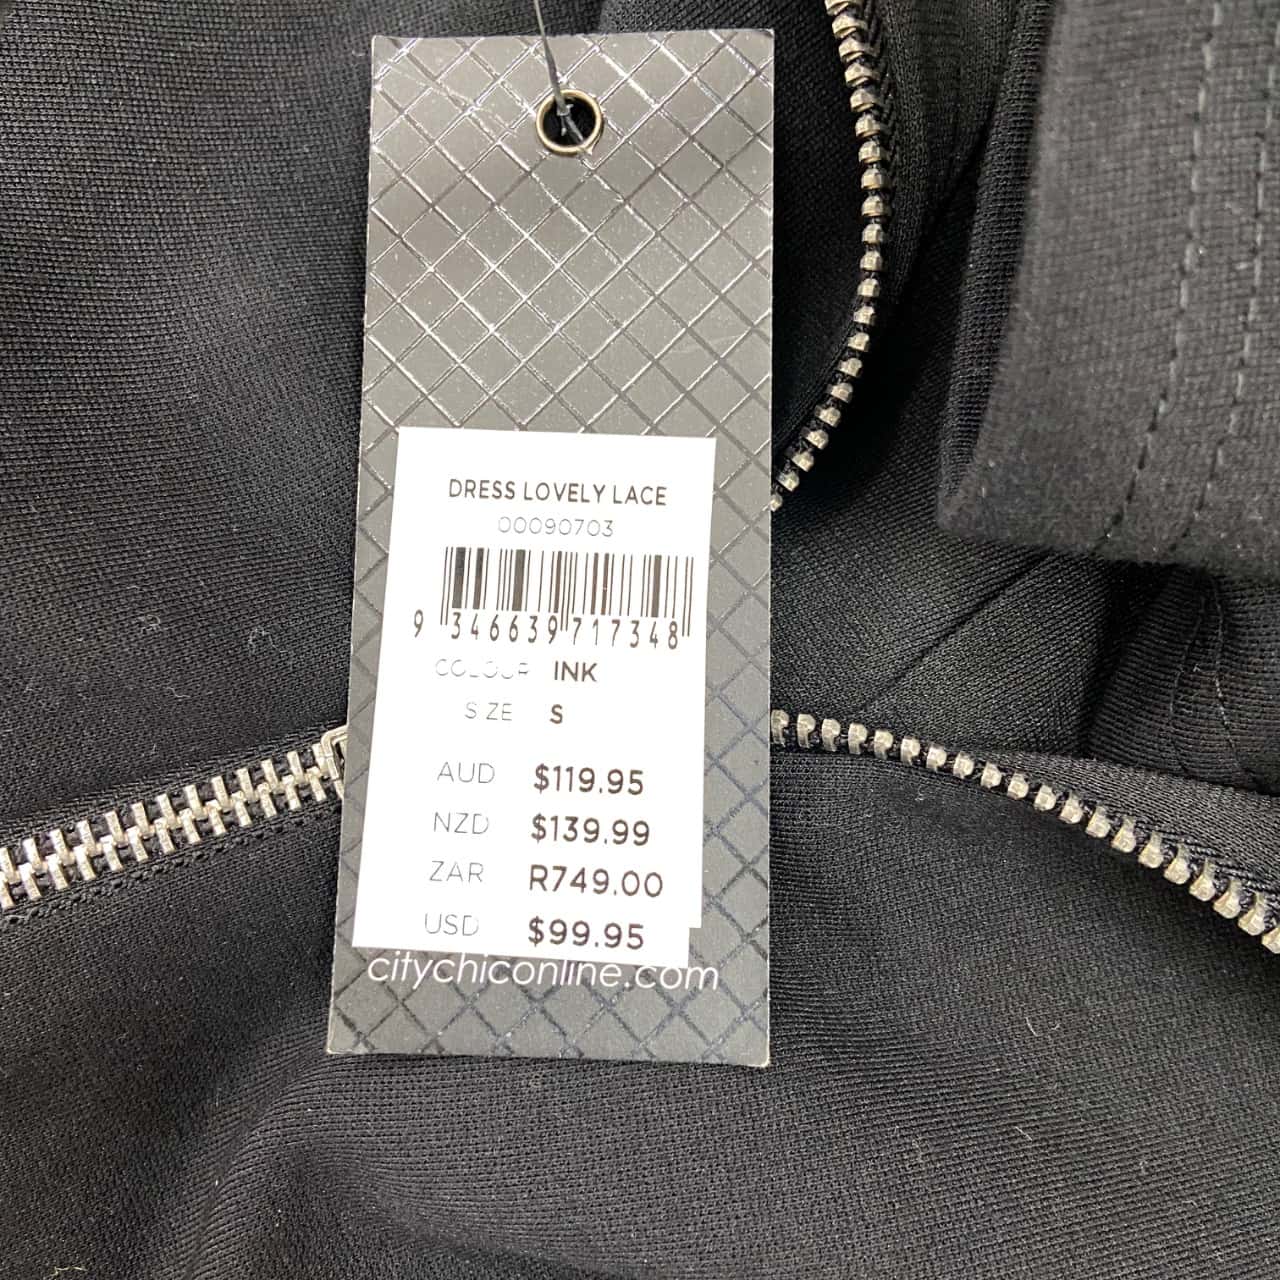 DRESS LOVELY LACE
00090703
9 346639 717348
COLOUR INK
SIZE S
AUD $119.95
NZD $139.99
ZAR R749.00
USD $99.95
citychiconline.com